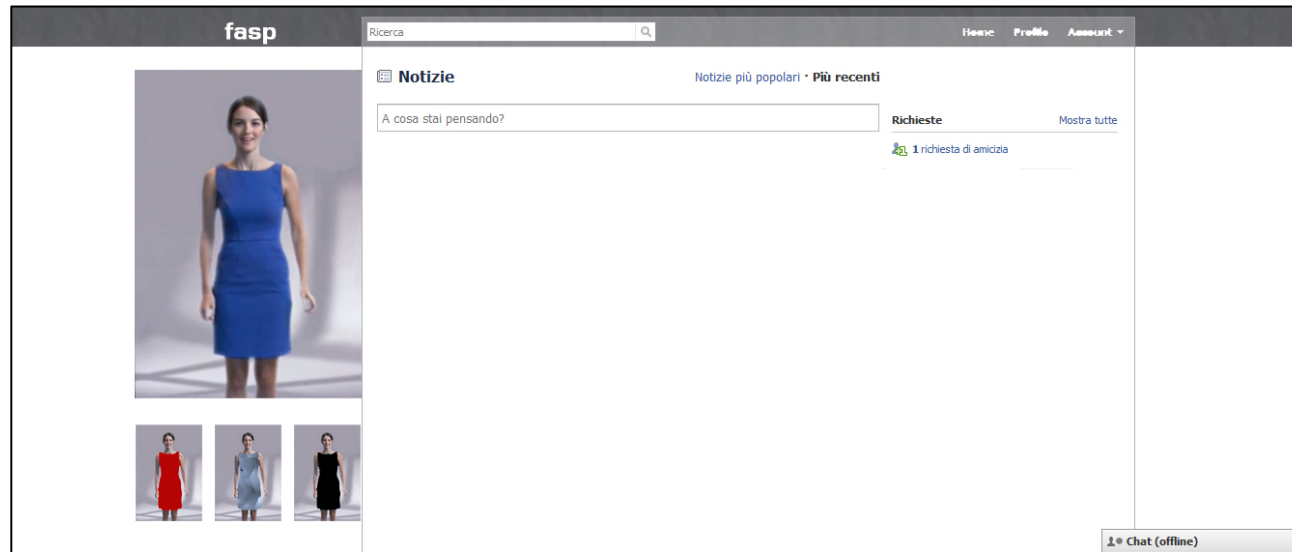 fasp
Ricerca
Home Profile Account
Notizie
Notizie più popolari · Più recenti
A cosa stai pensando?
Richieste
Mostra tutte
1 richiesta di amicizia
Chat (offline)